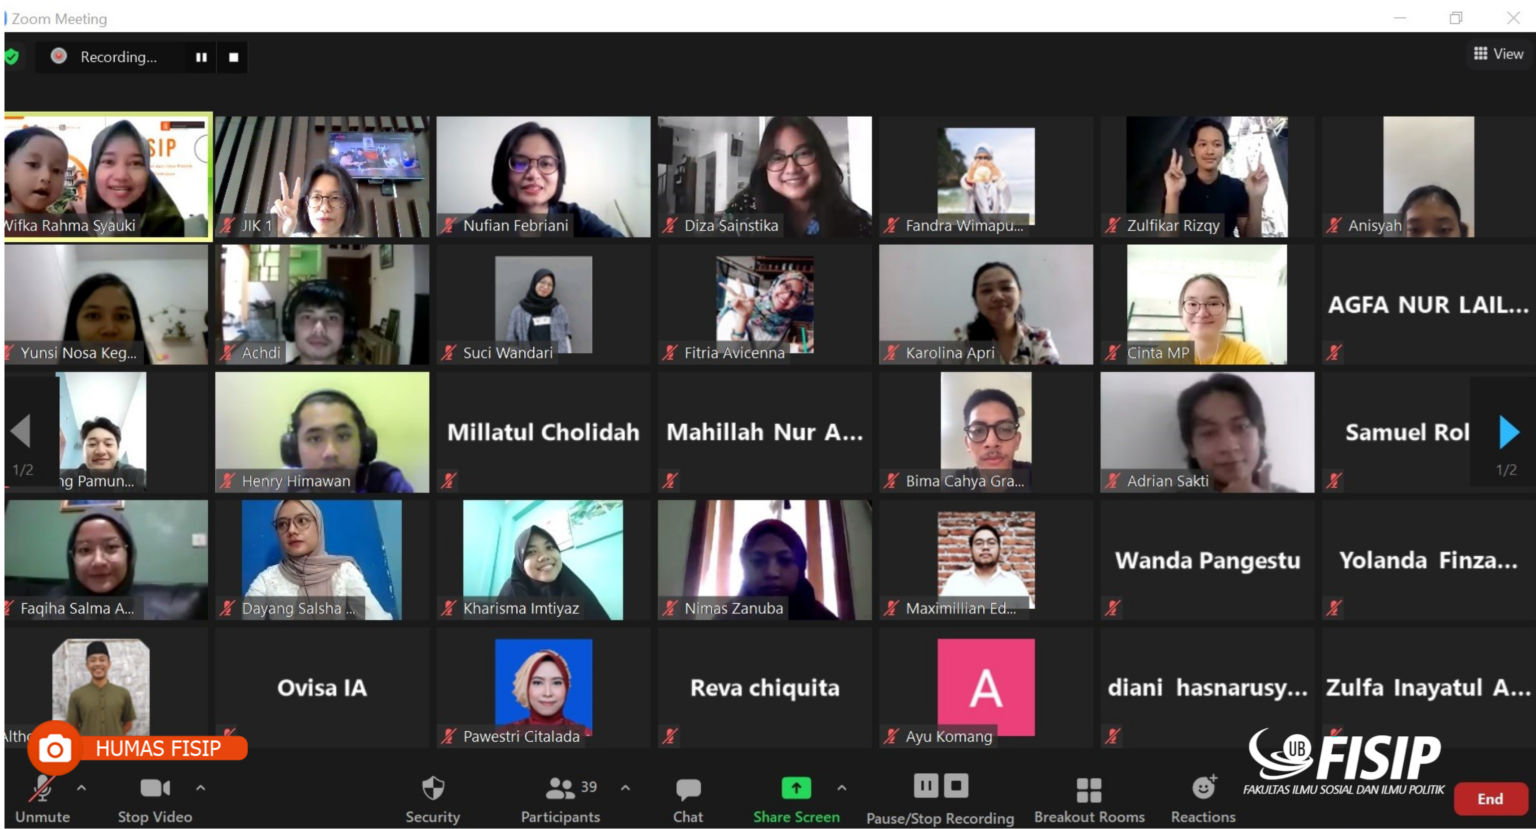 Zoom Meeting
Recording...
View
SIP
Wifka Rahma Syauki
JIK 1
Nufian Febriani
Diza Sainstika
Fandra Wimapu...
Zulfikar Rizqy
Anisyah
Yunsi Nosa Keg...
Achdi
Suci Wandari
Fitria Avicenna
Karolina Apri
Cinta MP
AGFA NUR LAIL...
ng Pamun...
Henry Himawan
Millatul Cholidah
Mahillah Nur A...
Bima Cahya Gra...
Adrian Sakti
Samuel Rol
1/2
1/2
Faqiha Salma A...
Dayang Salsha ...
Kharisma Imtiyaz
Nimas Zanuba
Maximillian Ed...
Wanda Pangestu
Yolanda Finza...
Altho
Ovisa IA
Pawestri Citalada
Reva chiquita
A
Ayu Komang
diani hasnarusy...
Zulfa Inayatul A...
HUMAS FISIP
UB FISIP
FAKULTAS ILMU SOSIAL DAN ILMU POLITIK
Unmute
Stop Video
Security
Participants
39
Chat
Share Screen
Pause/Stop Recording
Breakout Rooms
Reactions
End